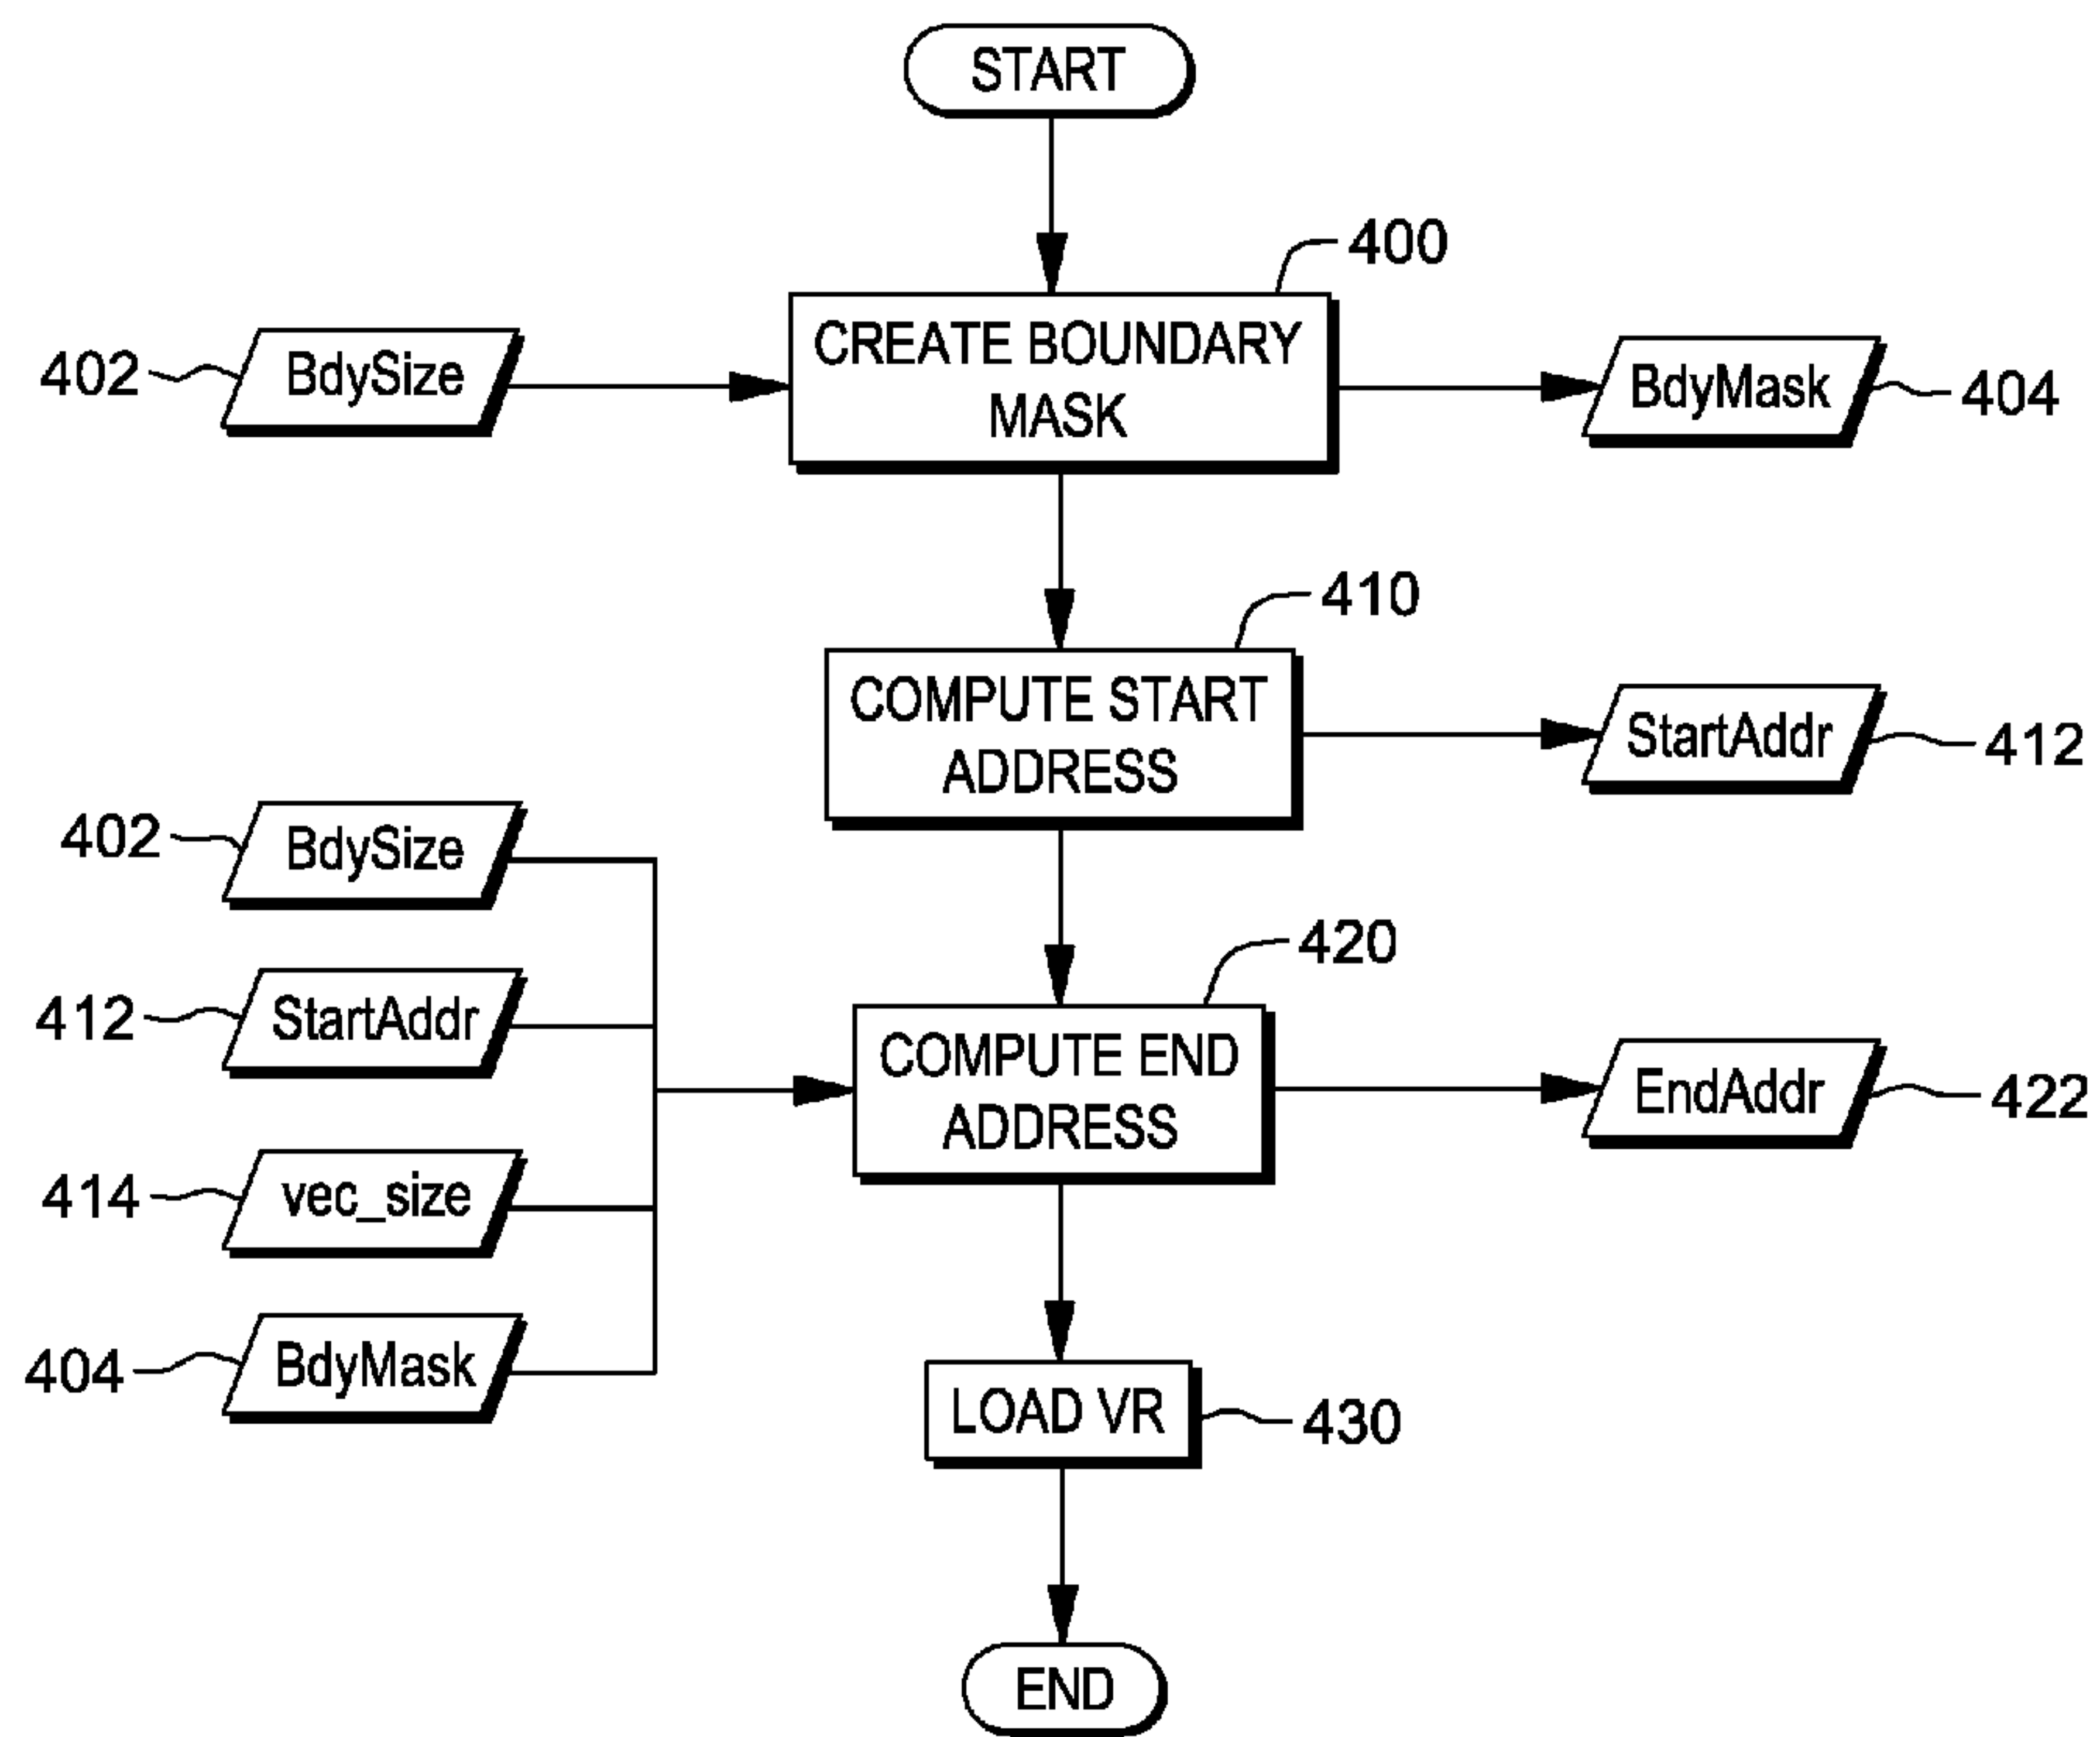 START
400
402
BdySize
CREATE BOUNDARY
MASK
BdyMask
404
410
COMPUTE START
ADDRESS
StartAddr
412
402
BdySize
420
412
StartAddr
COMPUTE END
ADDRESS
EndAddr
422
414
vec_size
404
BdyMask
LOAD VR
430
END